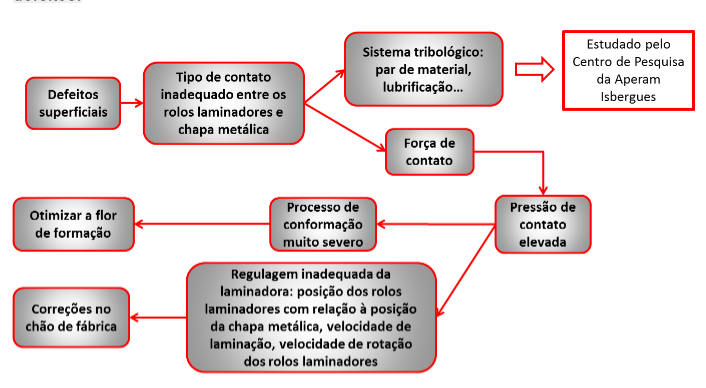 Defeitos
superficiais
Tipo de contato
inadequado entre os
rolos laminadores e
chapa metálica
Sistema tribológico:
par de material,
lubrificação...
Estudado pelo
Centro de Pesquisa
da Aperam
Isbergues
Força de
contato
Pressão de
contato
elevada
Processo de
conformação
muito severo
Otimizar a flor
de formação
Regulagem inadequada da
laminadora: posição dos rolos
laminadores com relação à posição
da chapa metálica, velocidade de
laminação, velocidade de rotação
dos rolos laminadores
Correções no
chão de fábrica